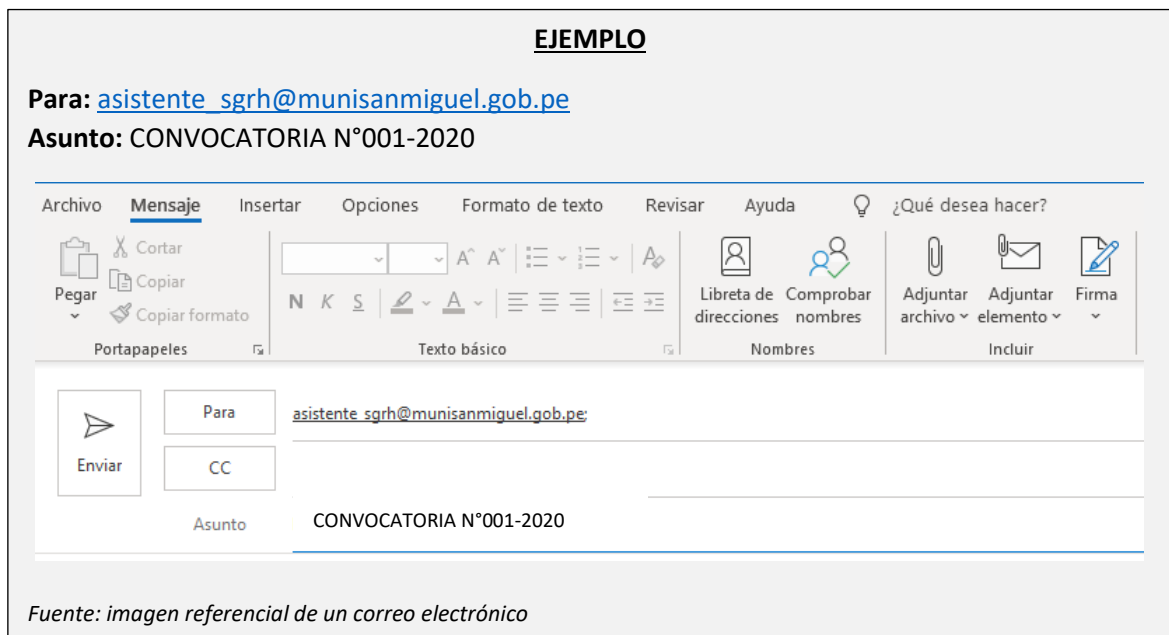 EJEMPLO
Para: asistente_sgrh@munisanmiguel.gob.pe
Asunto: CONVOCATORIA N°001-2020
Archivo Mensaje Insertar Opciones Formato de texto Revisar Ayuda ¿Qué desea hacer?
Pegar
Cortar
Copiar
Copiar formato
Portapapeles
N K S A
Texto básico
Libreta de direcciones
Comprobar nombres
Nombres
Adjuntar archivo
Adjuntar elemento
Firma
Incluir
Enviar
Para asistente_sgrh@munisanmiguel.gob.pe;
CC
Asunto CONVOCATORIA N°001-2020
Fuente: imagen referencial de un correo electrónico